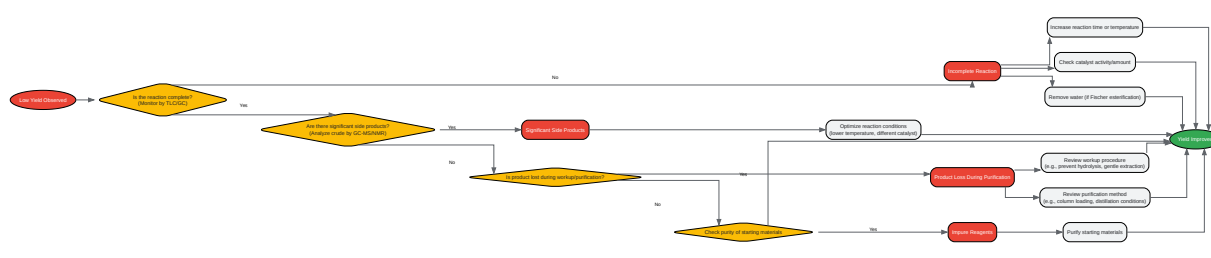 Low Yield Observed
Is the reaction complete?
(Monitor by TLC/GC)
No
Yes
Are there significant side products?
(Analyze crude by GC-MS/NMR)
Yes
No
Significant Side Products
Optimize reaction conditions
(lower temperature, different catalyst)
Is product lost during workup/purification?
Yes
No
Check purity of starting materials
Yes
Incomplete Reaction
Increase reaction time or temperature
Check catalyst activity/amount
Remove water (if Fischer esterification)
Product Loss During Purification
Review workup procedure
(e.g., prevent hydrolysis, gentle extraction)
Review purification method
(e.g., column loading, distillation conditions)
Impure Reagents
Purify starting materials
Yield Improve